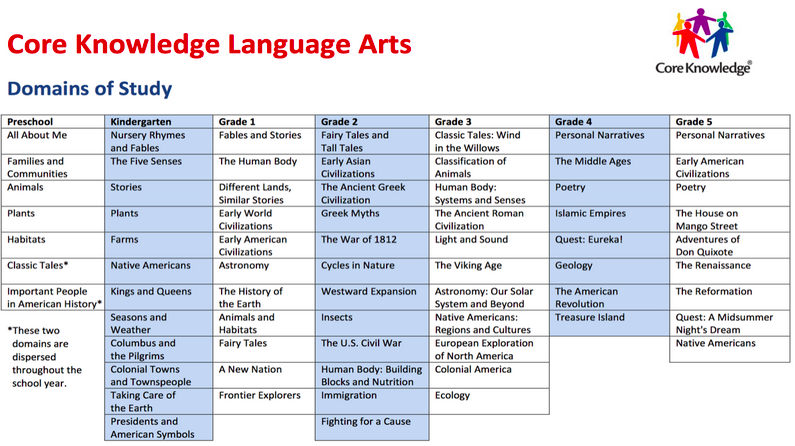 Core Knowledge Language Arts
Core Knowledge®
Domains of Study
Preschool Kindergarten Grade 1 Grade 2 Grade 3 Grade 4 Grade 5
All About Me Nursery Rhymes Fables and Stories Fairy Tales and Classic Tales: Wind Personal Narratives Personal Narratives
and Fables Tall Tales in the Willows
Families and The Five Senses The Human Body Early Asian Classification of The Middle Ages Early American
Communities Civilizations Animals Civilizations
Animals Stories Different Lands, The Ancient Greek Human Body: Poetry Poetry
Similar Stories Civilization Systems and Senses
Plants Plants Early World Greek Myths The Ancient Roman Islamic Empires The House on
Civilizations Civilization Mango Street
Habitats Farms Early American The War of 1812 Light and Sound Quest: Eureka! Adventures of
Civilizations Don Quixote
Classic Tales* Native Americans Astronomy Cycles in Nature The Viking Age Geology The Renaissance
Important People Kings and Queens The History of Westward Expansion Astronomy: Our Solar The American The Reformation
in American History* the Earth System and Beyond Revolution
*These two Seasons and Animals and Insects Native Americans: Treasure Island Quest: A Midsummer
domains are Weather Habitats Regions and Cultures Night's Dream
dispersed Columbus and Fairy Tales The U.S. Civil War European Exploration Native Americans
throughout the the Pilgrims of North America
school year. Colonial Towns A New Nation Human Body: Building Colonial America
and Townspeople Blocks and Nutrition
Taking Care of Frontier Explorers Immigration Ecology
the Earth
Presidents and Fighting for a Cause
American Symbols